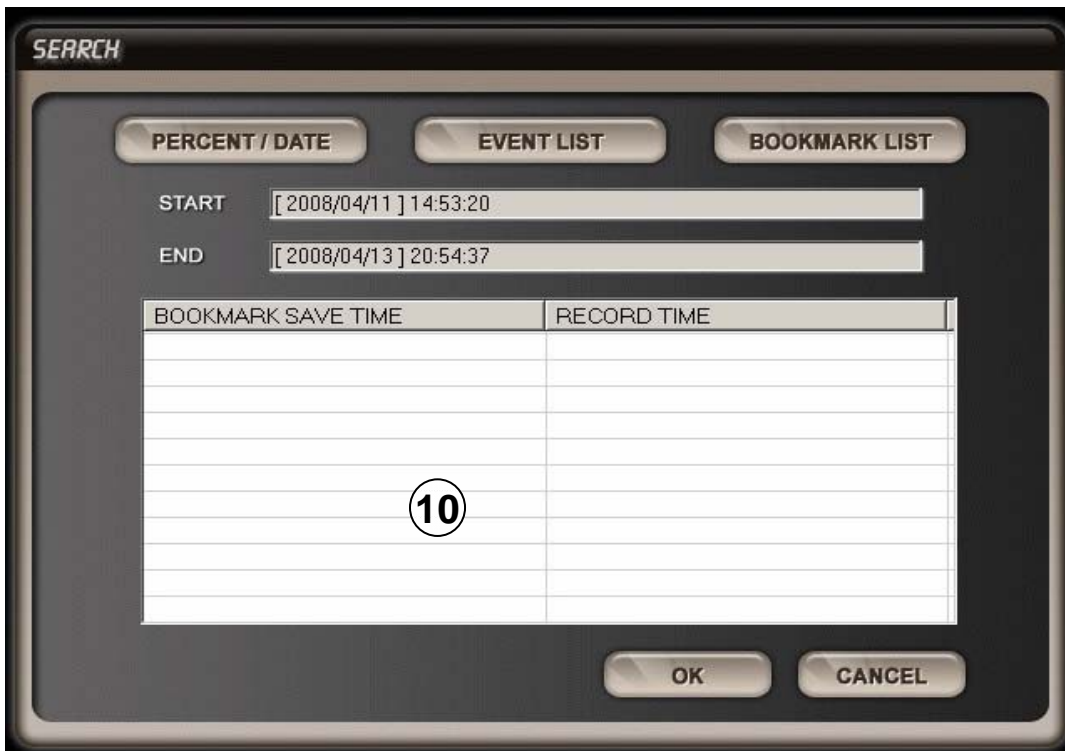 SEARCH
PERCENT / DATE EVENT LIST BOOKMARK LIST
START [ 2008/04/11 ] 14:53:20
END [ 2008/04/13 ] 20:54:37
BOOKMARK SAVE TIME RECORD TIME
10
OK CANCEL